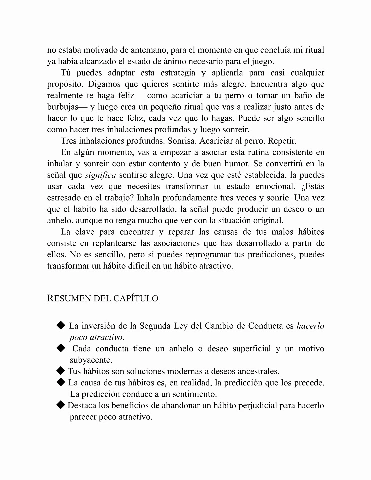 no estaba motivado de antemano, para el momento en que concluía mi ritual
ya había alcanzado el estado de ánimo necesario para el juego.
Tú puedes adaptar esta estrategia y aplicarla para casi cualquier
propósito. Digamos que quieres sentirte más alegre. Encuentra algo que
realmente te haga feliz —como acariciar a tu perro o tomar un baño de
burbujas— y luego crea un pequeño ritual que vas a realizar justo antes de
hacer lo que te hace feliz, cada vez que lo hagas. Puede ser algo sencillo
como hacer tres inhalaciones profundas y luego sonreír.
Tres inhalaciones profundas. Sonrisa. Acariciar al perro. Repetir.
En algún momento, vas a empezar a asociar esta rutina consistente en
inhalar y sonreír con estar contento y de buen humor. Se convertirá en la
señal que significa sentirse alegre. Una vez que esté establecida, la puedes
usar cada vez que necesites transformar tu estado emocional. ¿Estás
estresado en el trabajo? Inhala profundamente tres veces y sonríe. Una vez
que el hábito ha sido desarrollado, la señal puede producir un deseo o un
anhelo, aunque no tenga mucho que ver con la situación original.
La clave para encontrar y reparar las causas de tus malos hábitos
consiste en replantearse las asociaciones que has desarrollado a partir de
ellos. No es sencillo, pero si puedes reprogramar tus predicciones, puedes
transformar un hábito difícil en un hábito atractivo.
RESUMEN DEL CAPÍTULO
◆ La inversión de la Segunda Ley del Cambio de Conducta es hacerlo
poco atractivo.
◆ Cada conducta tiene un anhelo o deseo superficial y un motivo
subyacente.
◆ Tus hábitos son soluciones modernas a deseos ancestrales.
◆ La causa de tus hábitos es, en realidad, la predicción que los precede.
La predicción conduce a un sentimiento.
◆ Destaca los beneficios de abandonar un hábito perjudicial para hacerlo
parecer poco atractivo.